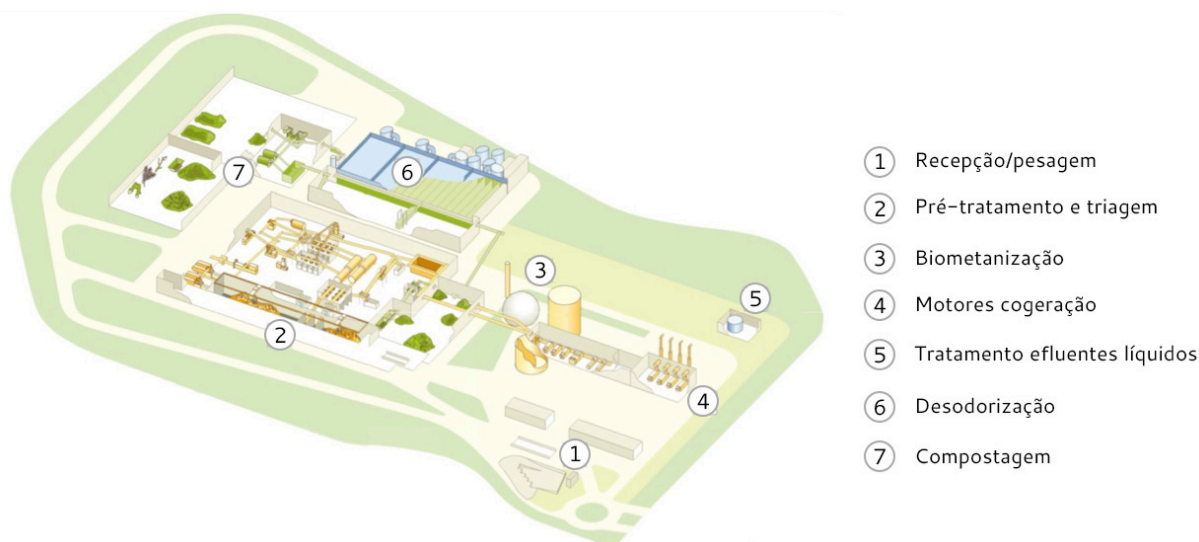 7
6
3
5
2
4
1
1 Recepção/pesagem
2 Pré-tratamento e triagem
3 Biometanização
4 Motores cogeração
5 Tratamento efluentes líquidos
6 Desodorização
7 Compostagem